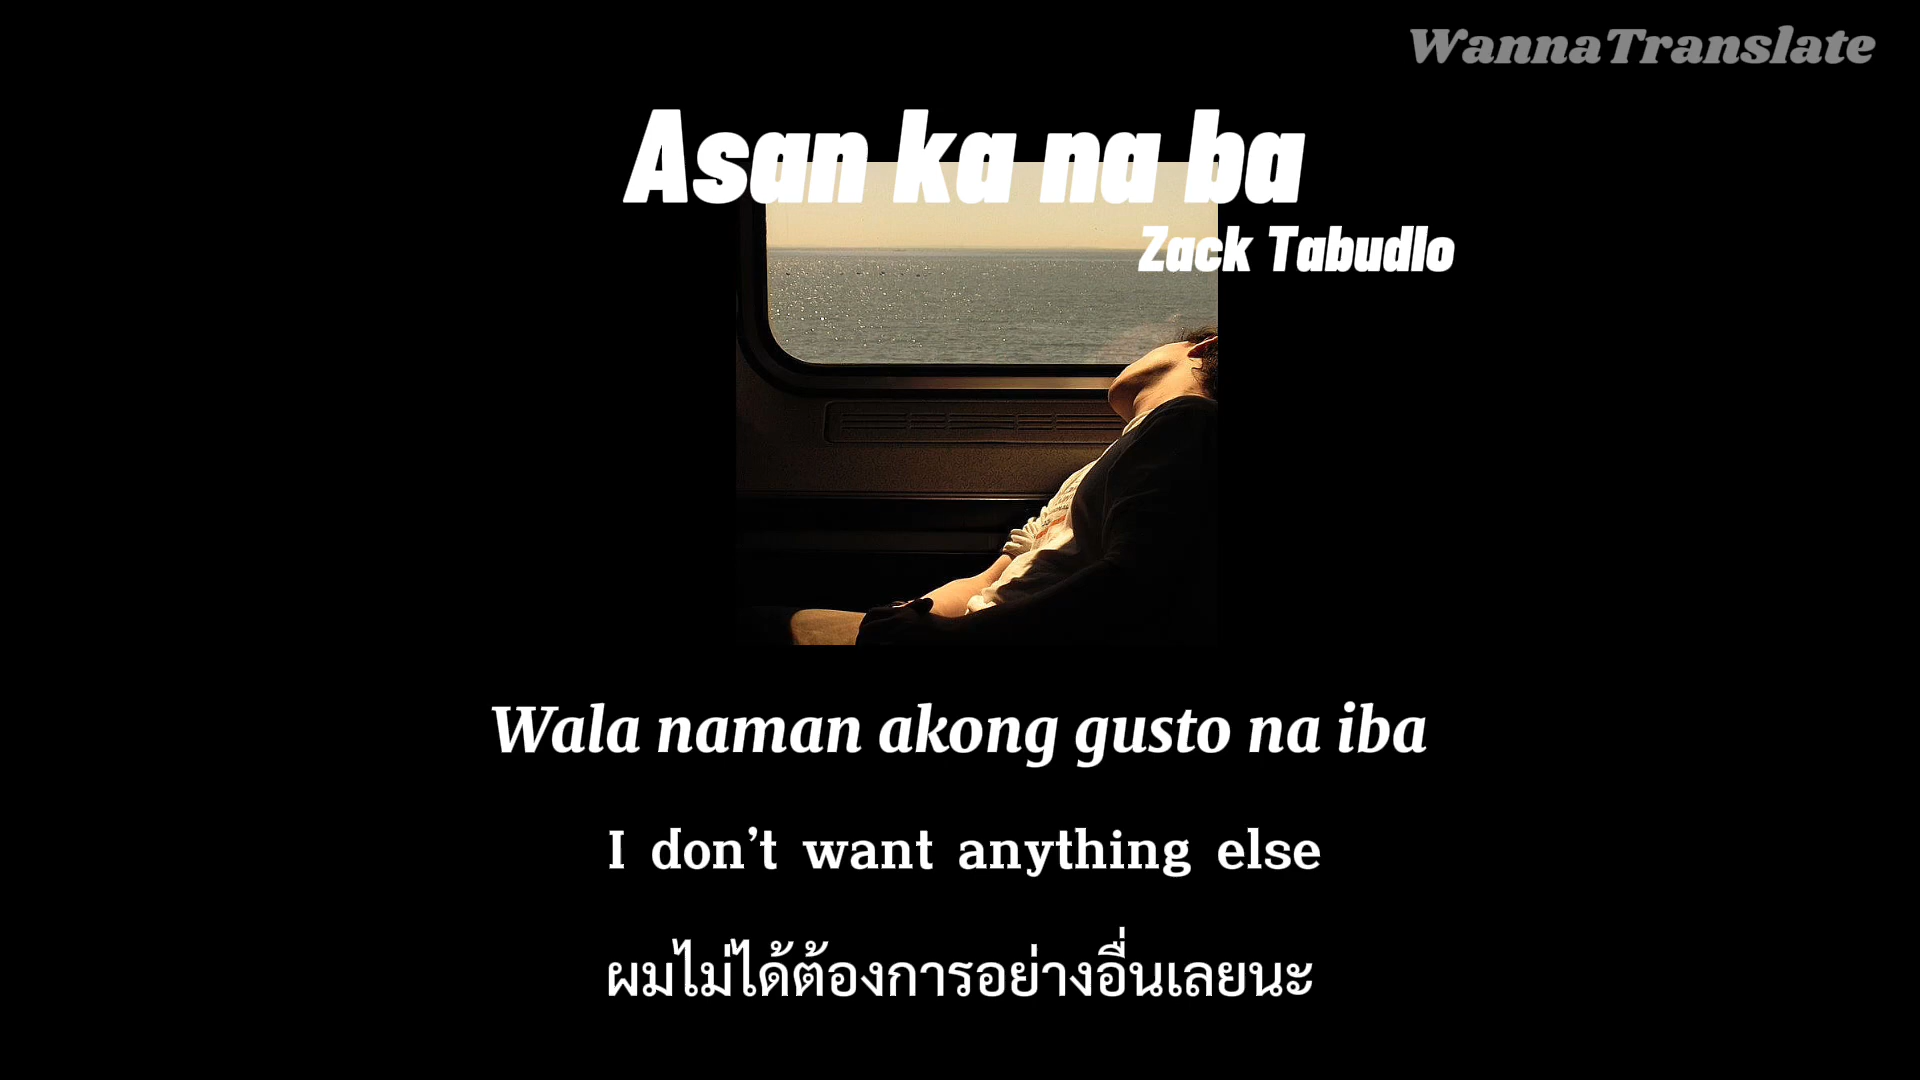 WannaTranslate
Asan ka na ba
Zack Tabudlo
Wala naman akong gusto na iba
I don't want anything else
ผมไม่ได้ต้องการอย่างอื่นเลยนะ